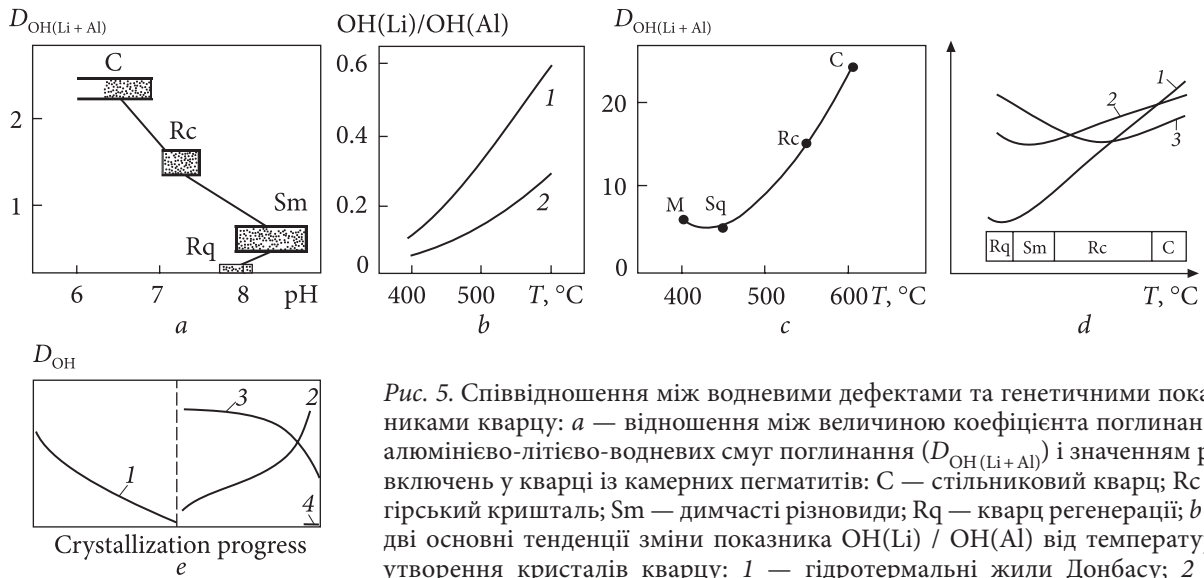 D OH(Li + Al)
C
Rc
Sm
Rq
2
1
6 7 8 pH
a
OH(Li)/OH(Al)
0.6
0.4
0.2
0
1
2
400 500 T, °C
b
D OH(Li + Al)
20
10
0
M
Sq
Rc
C
400 500 600 T, °C
c
1
2
3
Rq Sm Rc C
T, °C
d
D OH
1
2
3
4
Crystallization progress
e
Рис. 5. Співвідношення між водневими дефектами та генетичними пока
никами кварцу: a — відношення між величиною коефіцієнта поглинан
алюмінієво-літієво-водневих смуг поглинання (D OH (Li + Al)) і значенням p
включень у кварці із камерних пегматитів: C — стільниковий кварц; Rc
гірський кришталь; Sm — димчасті різновиди; Rq — кварц регенерації; b
дві основні тенденції зміни показника OH(Li) / OH(Al) від температу
утворення кристалів кварцу: 1 — гідротермальні жили Донбасу; 2